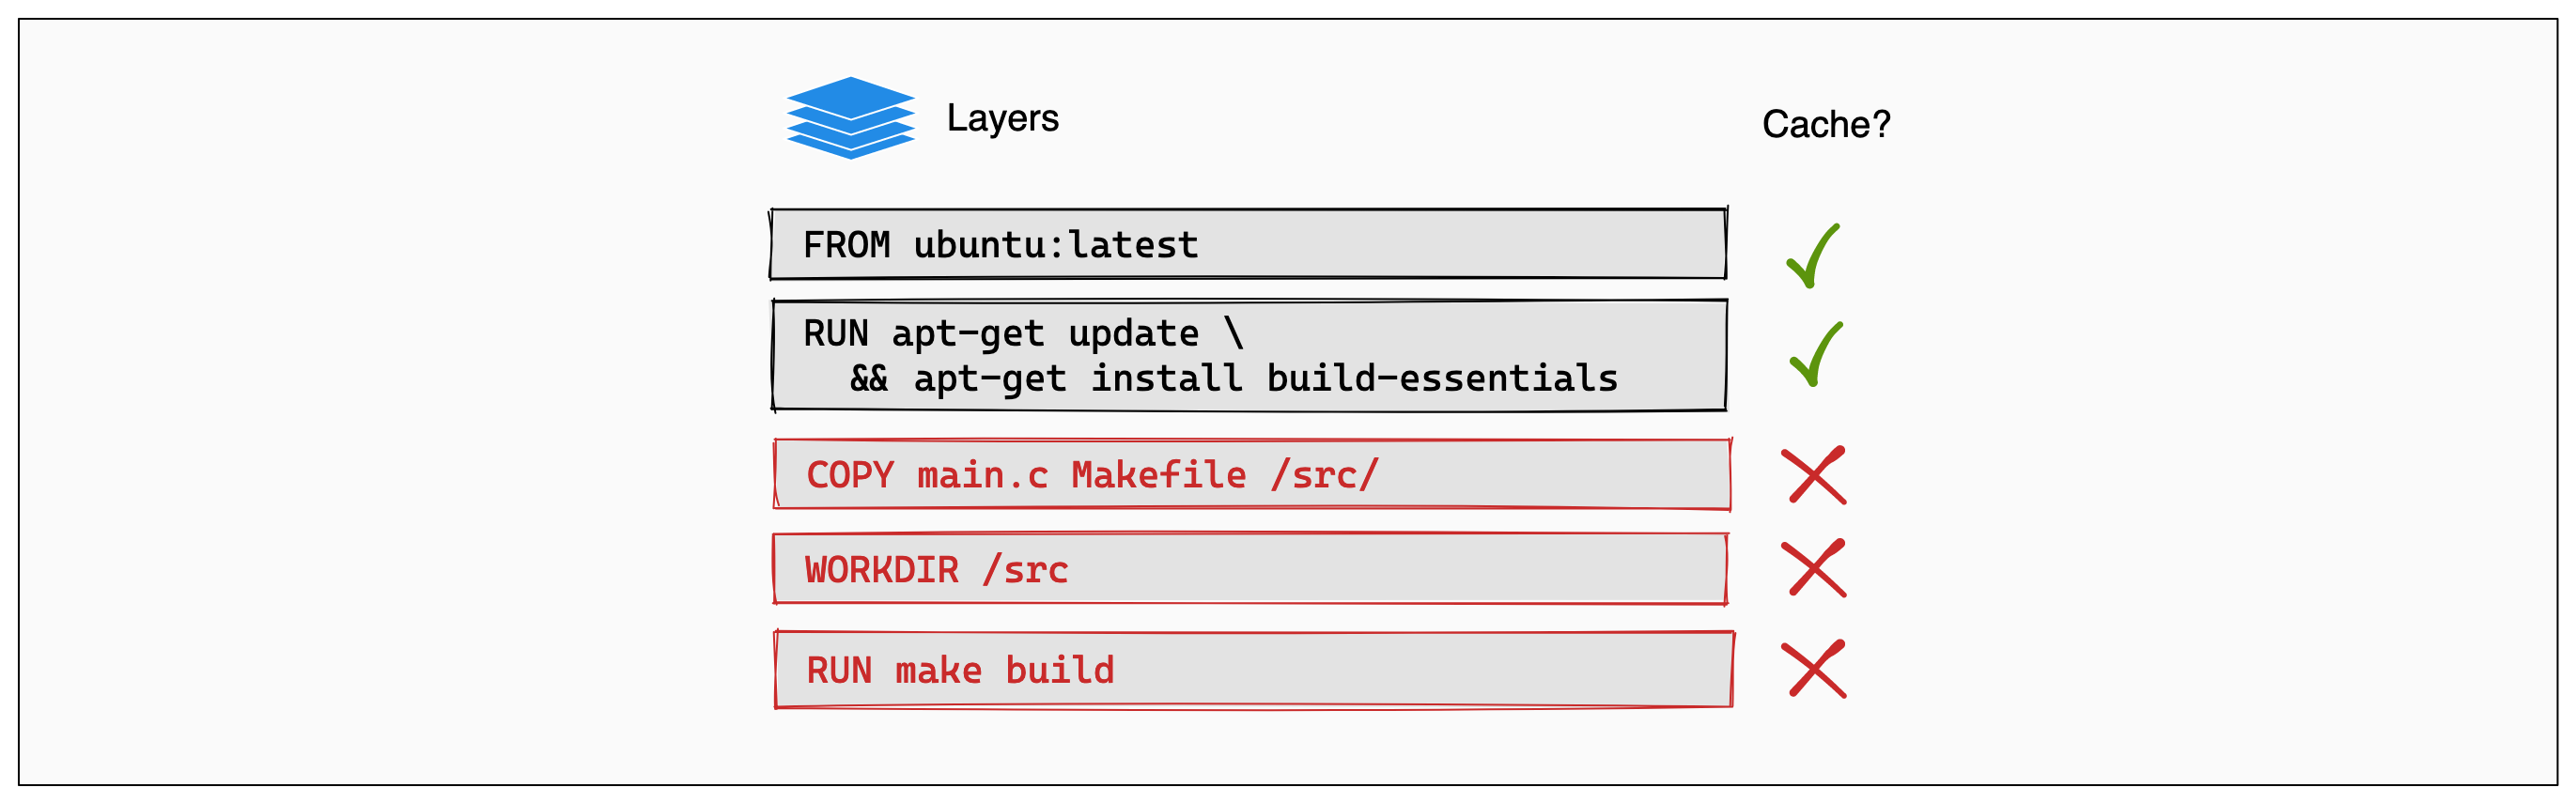 Layers
Cache?
FROM ubuntu:latest
RUN apt-get update \
  && apt-get install build-essentials
COPY main.c Makefile /src/
WORKDIR /src
RUN make build